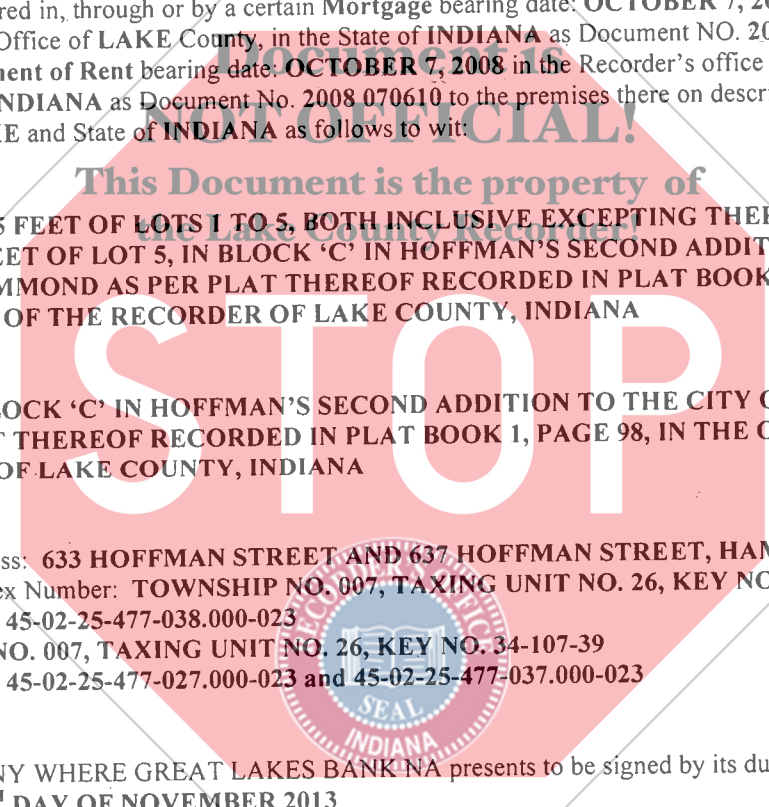 red in, through or by a certain Mortgage bearing date: OCTOBER 7, 20
Office of LAKE County, in the State of INDIANA as Document NO. 20
ment of Rent bearing date: OCTOBER 7, 2008 in the Recorder's office
Document is
NDIANA as Document No. 2008 070610 to the premises there on descri
NOT OFFICIAL!
E and State of INDIANA as follows to wit:
This Document is the property of
5 FEET OF LOTS 1 TO 5, BOTH INCLUSIVE EXCEPTING THER
the Lake County Recorder!
EET OF LOT 5, IN BLOCK 'C' IN HOFFMAN'S SECOND ADDIT
MMOND AS PER PLAT THEREOF RECORDED IN PLAT BOOK
OF THE RECORDER OF LAKE COUNTY, INDIANA
STOP
LOCK 'C' IN HOFFMAN'S SECOND ADDITION TO THE CITY O
T THEREOF RECORDED IN PLAT BOOK 1, PAGE 98, IN THE O
OF LAKE COUNTY, INDIANA
ss: 633 HOFFMAN STREET AND 637 HOFFMAN STREET, HAM
ex Number: TOWNSHIP NO. 007, TAXING UNIT NO. 26, KEY NO
45-02-25-477-038.000-023
NO. 007, TAXING UNIT NO. 26, KEY NO. 34-107-39
45-02-25-477-027.000-023 and 45-02-25-477-037.000-023
RECORDER'S OFFICE
SEAL
INDIANA
NY WHERE GREAT LAKES BANK NA presents to be signed by its du
DAY OF NOVEMBER 2013